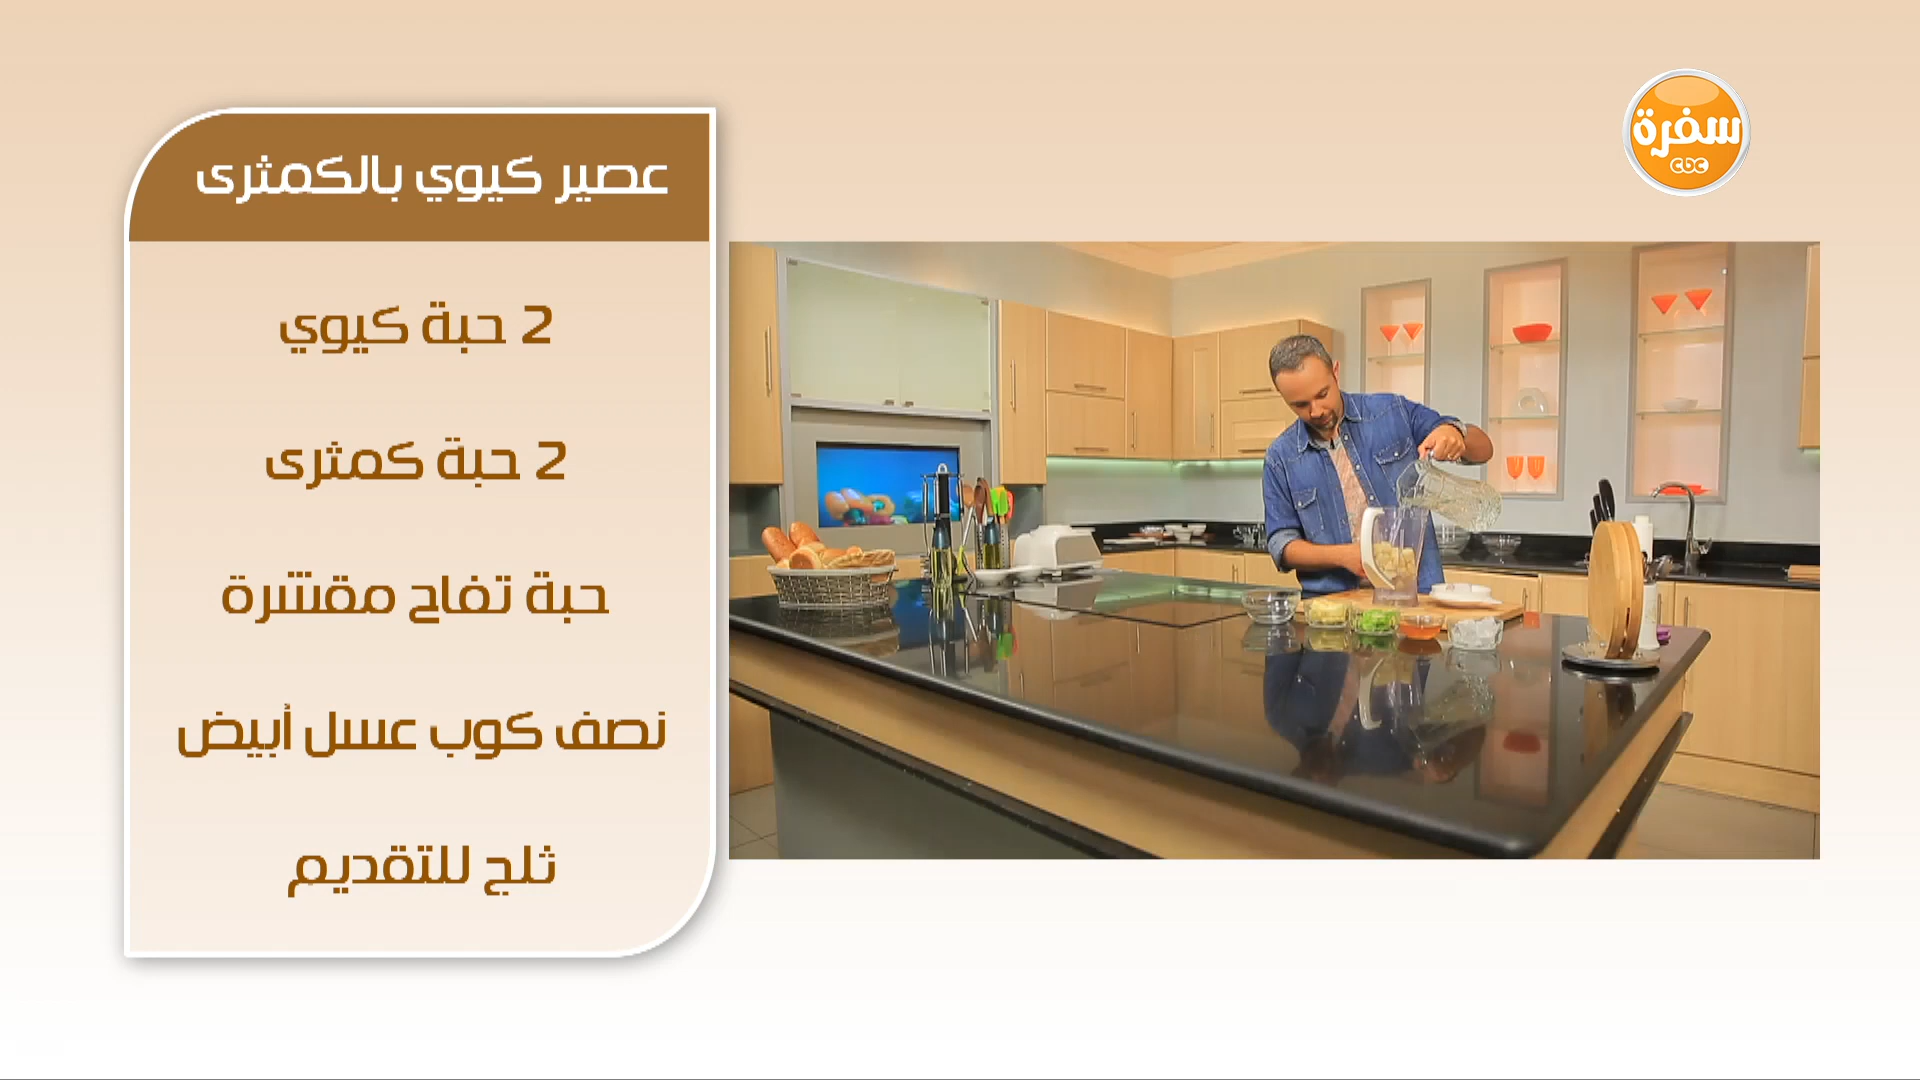 سفرة
cbc
عصير كيوي بالكمثرى
2 حبة كيوي
2 حبة كمثرى
حبة تفاح مقشرة
نصف كوب عسل أبيض
ثلج للتقديم